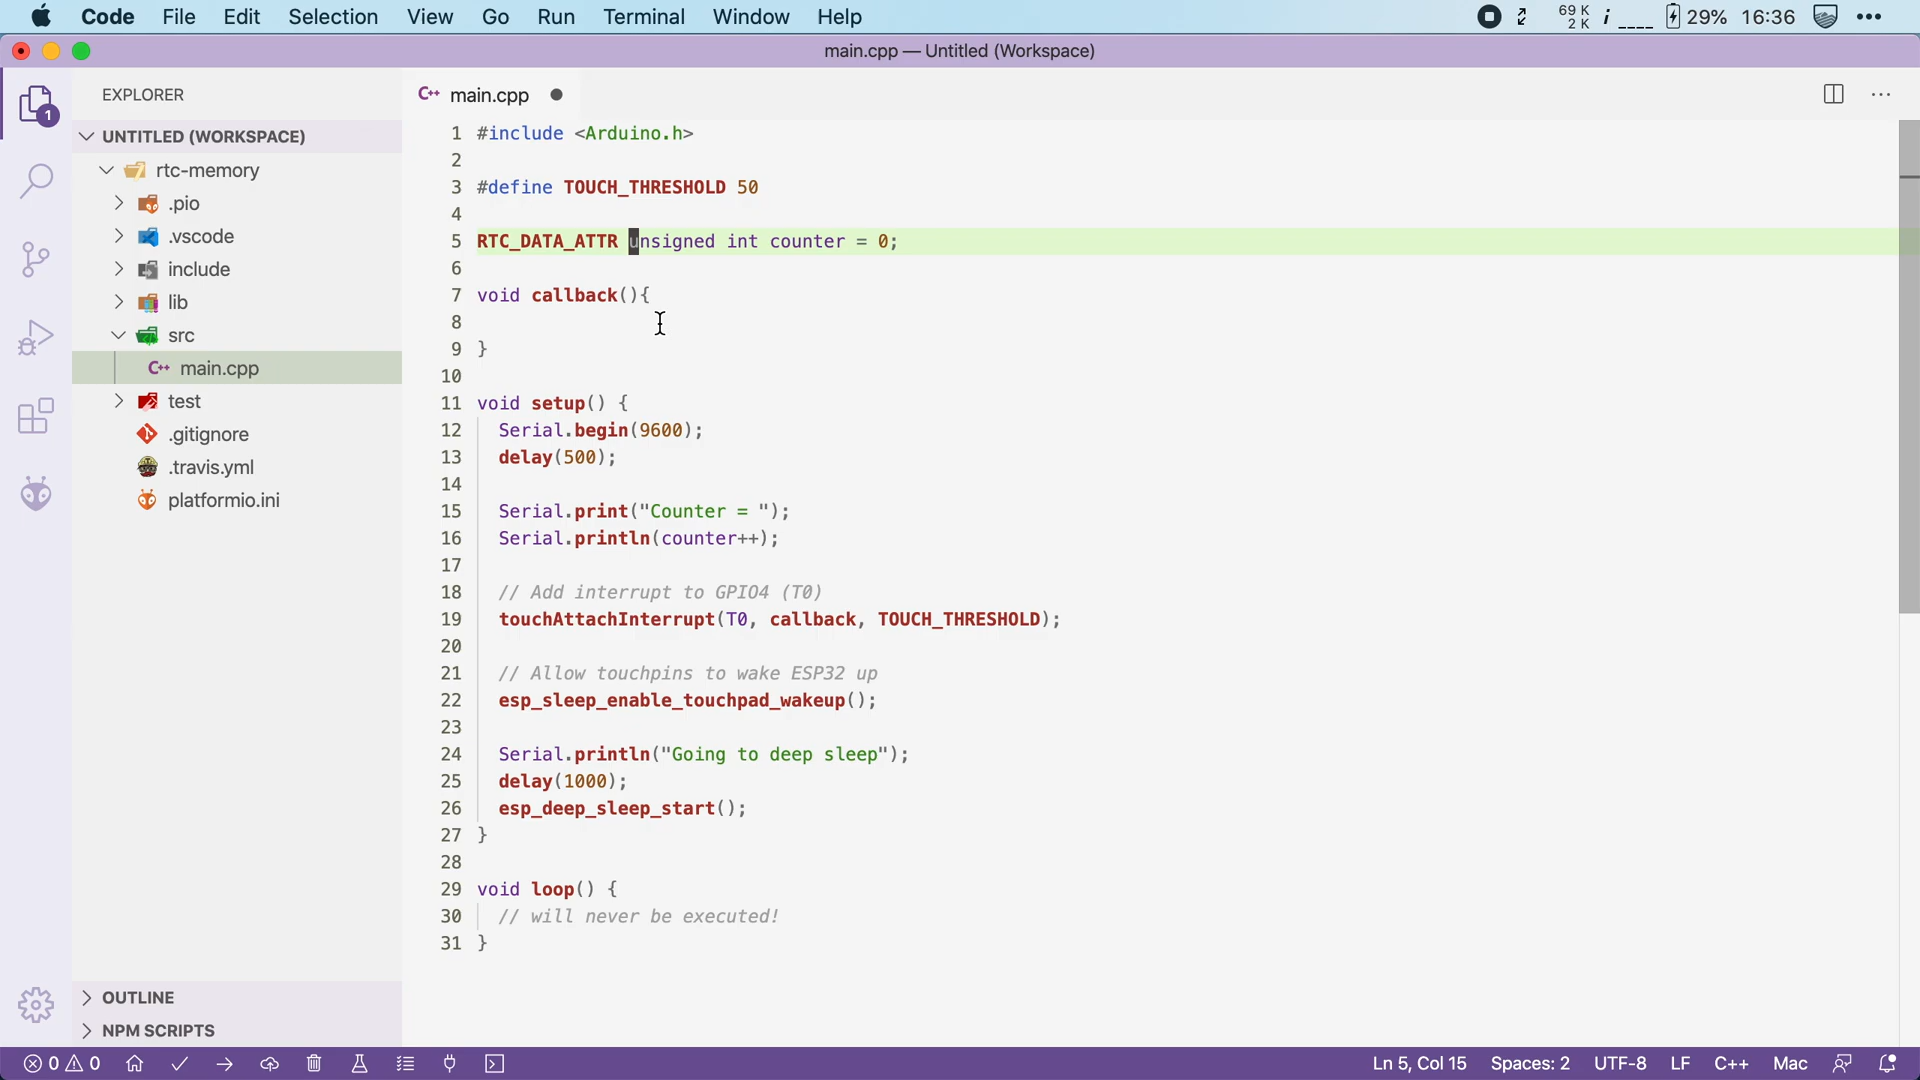 Code File Edit Selection View Go Run Terminal Window Help 69 K 2 K 29% 16:36
main.cpp — Untitled (Workspace)
EXPLORER
UNTITLED (WORKSPACE)
rtc-memory
.pio
.vscode
include
lib
src
main.cpp
test
.gitignore
.travis.yml
platformio.ini
OUTLINE
NPM SCRIPTS
main.cpp
1 #include <Arduino.h>
2
3 #define TOUCH_THRESHOLD 50
4
5 RTC_DATA_ATTR unsigned int counter = 0;
6
7 void callback(){
8
9 }
10
11 void setup() {
12 Serial.begin(9600);
13 delay(500);
14
15 Serial.print("Counter = ");
16 Serial.println(counter++);
17
18 // Add interrupt to GPIO4 (T0)
19 touchAttachInterrupt(T0, callback, TOUCH_THRESHOLD);
20
21 // Allow touchpins to wake ESP32 up
22 esp_sleep_enable_touchpad_wakeup();
23
24 Serial.println("Going to deep sleep");
25 delay(1000);
26 esp_deep_sleep_start();
27 }
28
29 void loop() {
30 // will never be executed!
31 }
0 0 Ln 5, Col 15 Spaces: 2 UTF-8 LF C++ Mac